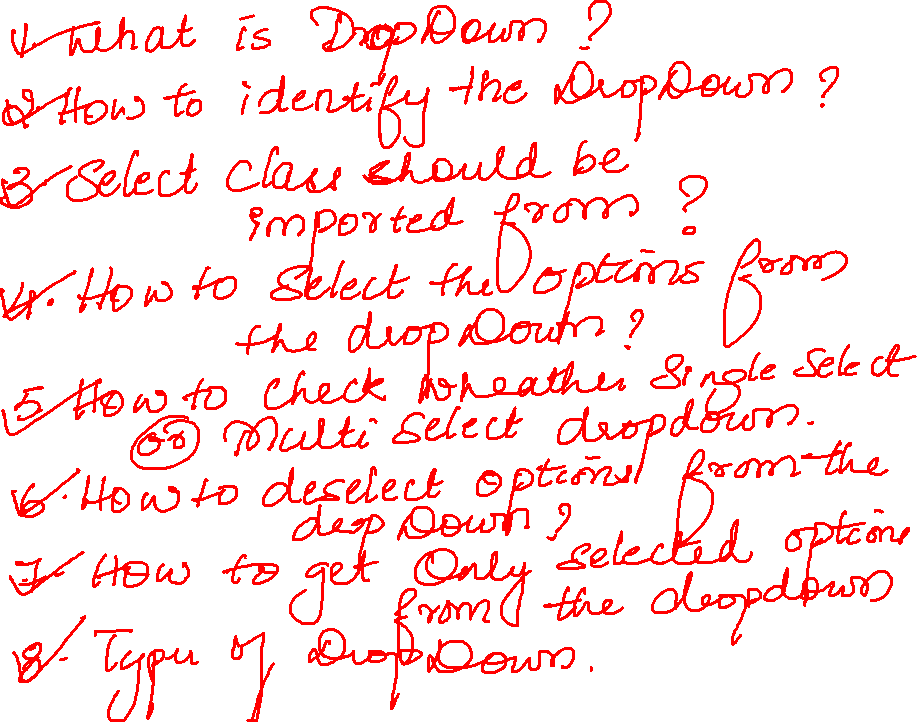 1. What is DropDown ?
2. How to identify the DropDown ?
3. Select class should be
imported from ?
4. How to Select the options from
the dropDown ?
5. How to check wheather Single Select
or Multi Select dropdown.
6. How to deselect options from the
dropDown ?
7. How to get Only selected options
from the dropdown
8. Types of DropDown.